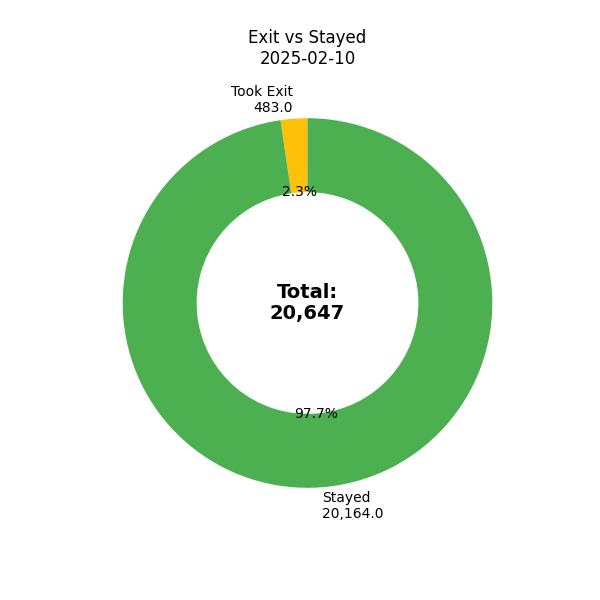 Exit vs Stayed
2025-02-10
Took Exit
483.0
2.3%
Total:
20,647
97.7%
Stayed
20,164.0